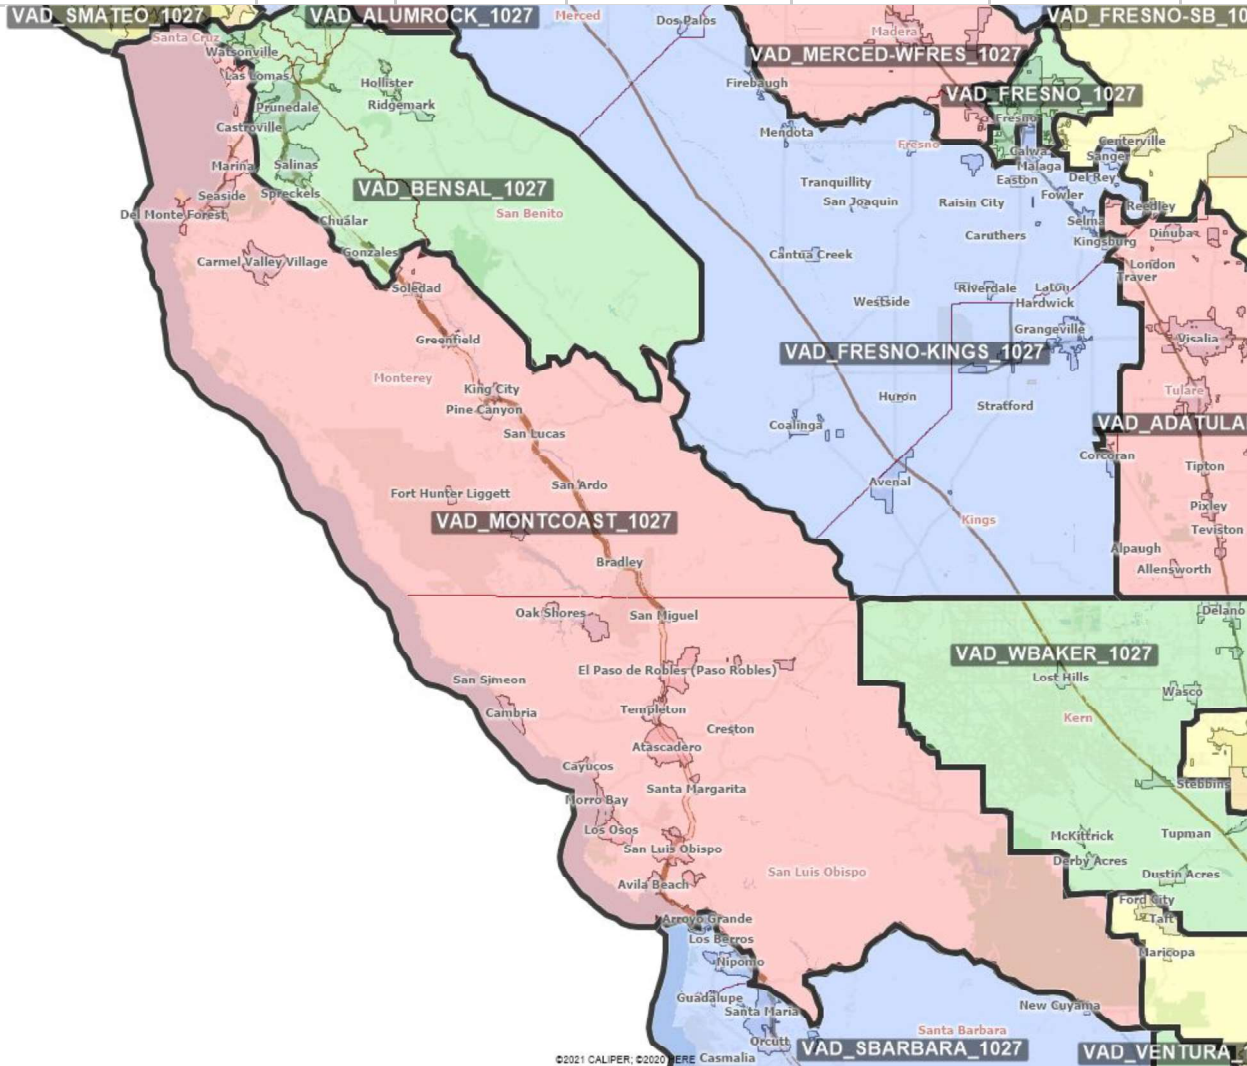 VAD_SMATEO_1027
VAD_ALUMROCK_1027
Merced
Dos Palos
VAD_FRESNO-SB_10
Santa Cruz
Madera
Watsonville
VAD_MERCED-WFRES_1027
Las Lomas
Hollister
Firebaugh
VAD_FRESNO_1027
Prunedale
Ridgemark
Fresno
Castroville
Mendota
Fresno
Centerville
Calwa
Sanger
Marina
Salinas
Malaga
Del Rey
Easton
Tranquillity
VAD_BENSAL_1027
Seaside
Spreckels
Fowler
San Joaquin
Raisin City
Reedley
Del Monte Forest
San Benito
Chualar
Selma
Dinuba
Caruthers
Kingsburg
Gonzales
Cantua Creek
Carmel Valley Village
London
Traver
Soledad
Riverdale
Laton
Westside
Hardwick
Grangeville
Greenfield
Visalia
VAD_FRESNO-KINGS_1027
Monterey
King City
Tulare
Huron
Pine Canyon
Stratford
Coalinga
VAD_ADATULA
San Lucas
Corcoran
Tipton
Avenal
San Ardo
Fort Hunter Liggett
Pixley
VAD_MONTCOAST_1027
Kings
Teviston
Alpaugh
Bradley
Allensworth
Oak Shores
San Miguel
Delano
VAD_WBAKER_1027
El Paso de Robles (Paso Robles)
San Simeon
Lost Hills
Wasco
Cambria
Templeton
Kern
Creston
Atascadero
Cayucos
Stebbins
Santa Margarita
Morro Bay
Los Osos
McKittrick
Tupman
San Luis Obispo
Derby Acres
San Luis Obispo
Dustin Acres
Avila Beach
Ford City
Arroyo Grande
Taft
Los Berros
Maricopa
Nipomo
Guadalupe
New Cuyama
Santa Maria
Santa Barbara
Orcutt
VAD_SBARBARA_1027
VAD_VENTURA_1
©2021 CALIPER; ©2020 HERE
Casmalia